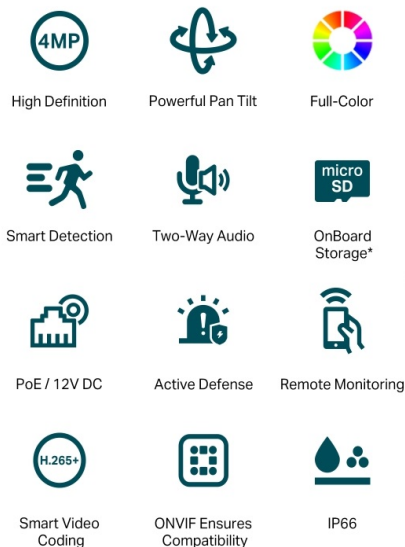 4MP
High Definition
Powerful Pan Tilt
Full-Color
Smart Detection
Two-Way Audio
micro
SD
OnBoard
Storage*
PoE / 12V DC
Active Defense
Remote Monitoring
H.265+
Smart Video
Coding
ONVIF Ensures
Compatibility
IP66